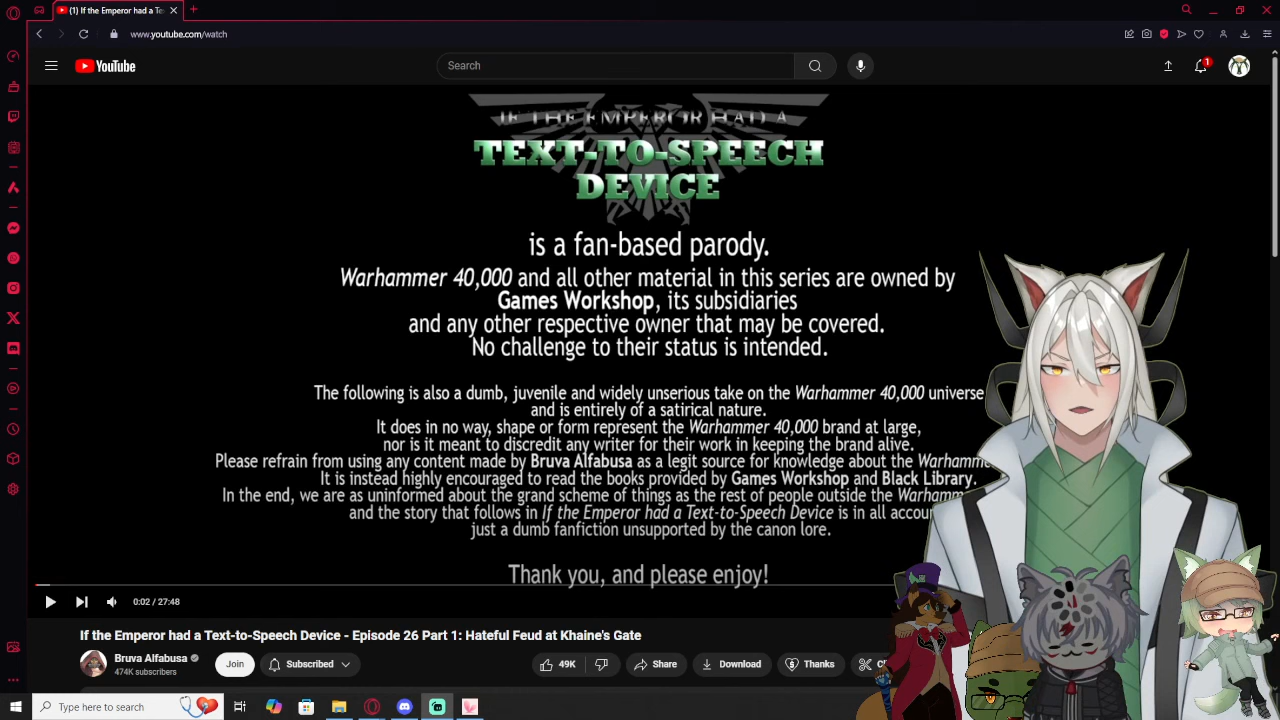 (1) If the Emperor had a Te
www.youtube.com/watch
YouTube
Search
1
IF THE EMPEROR HAD A
TEXT-TO-SPEECH
DEVICE
is a fan-based parody.
Warhammer 40,000 and all other material in this series are owned by
Games Workshop, its subsidiaries
and any other respective owner that may be covered.
No challenge to their status is intended.
The following is also a dumb, juvenile and widely unserious take on the Warhammer 40,000 universe
and is entirely of a satirical nature.
It does in no way, shape or form represent the Warhammer 40,000 brand at large,
nor is it meant to discredit any writer for their work in keeping the brand alive.
Please refrain from using any content made by Bruva Alfabusa as a legit source for knowledge about the Warhamme
It is instead highly encouraged to read the books provided by Games Workshop and Black Library.
In the end, we are as uninformed about the grand scheme of things as the rest of people outside the Warham
and the story that follows in If the Emperor had a Text-to-Speech Device is in all accou
just a dumb fanfiction unsupported by the canon lore.
Thank you, and please enjoy!
0:02 / 27:48
If the Emperor had a Text-to-Speech Device - Episode 26 Part 1: Hateful Feud at Khaine's Gate
Bruva Alfabusa
474K subscribers
Join
Subscribed
49K
Share
Download
Thanks
C
Type here to search